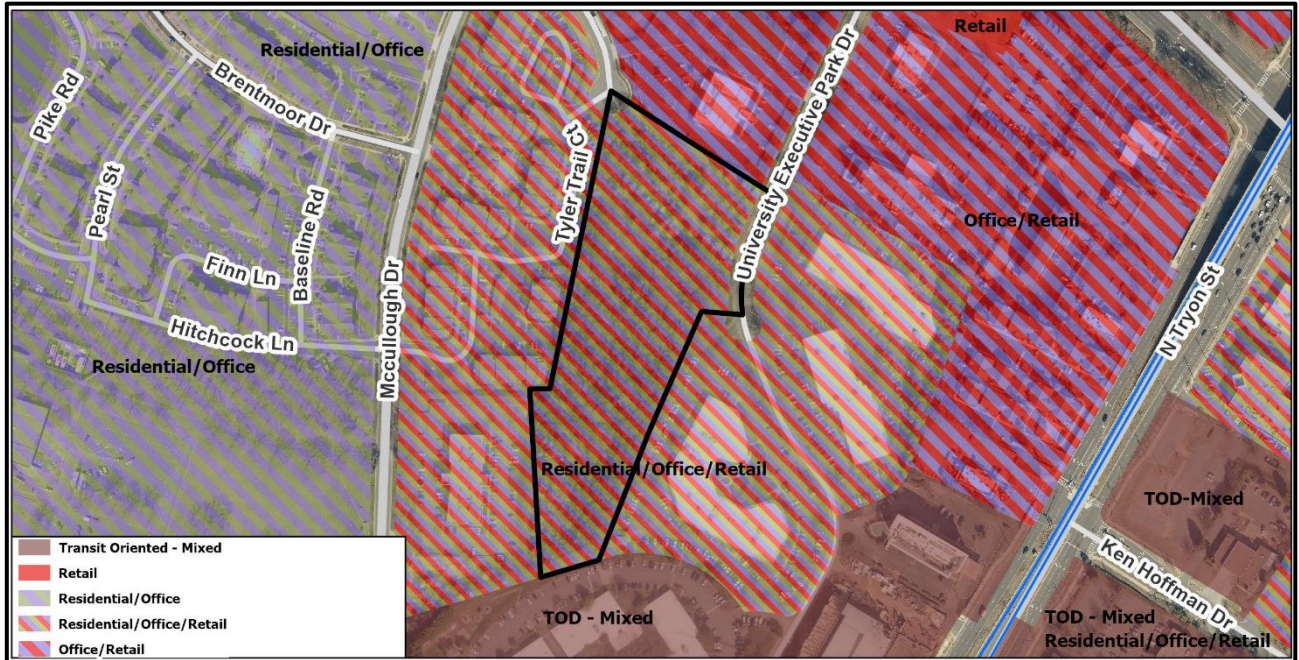 Retail
Residential/Office
Pike Rd
Brentmoor Dr
University Executive Park Dr
Tyler Trail Ct
Pearl St
Baseline Rd
Office/Retail
Finn Ln
N Tryon St
Hitchcock Ln
Mccullough Dr
Residential/Office
Residential/Office/Retail
TOD-Mixed
Ken Hoffman Dr
TOD - Mixed
TOD - Mixed
Residential/Office/Retail
Transit Oriented - Mixed
Retail
Residential/Office
Residential/Office/Retail
Office/Retail